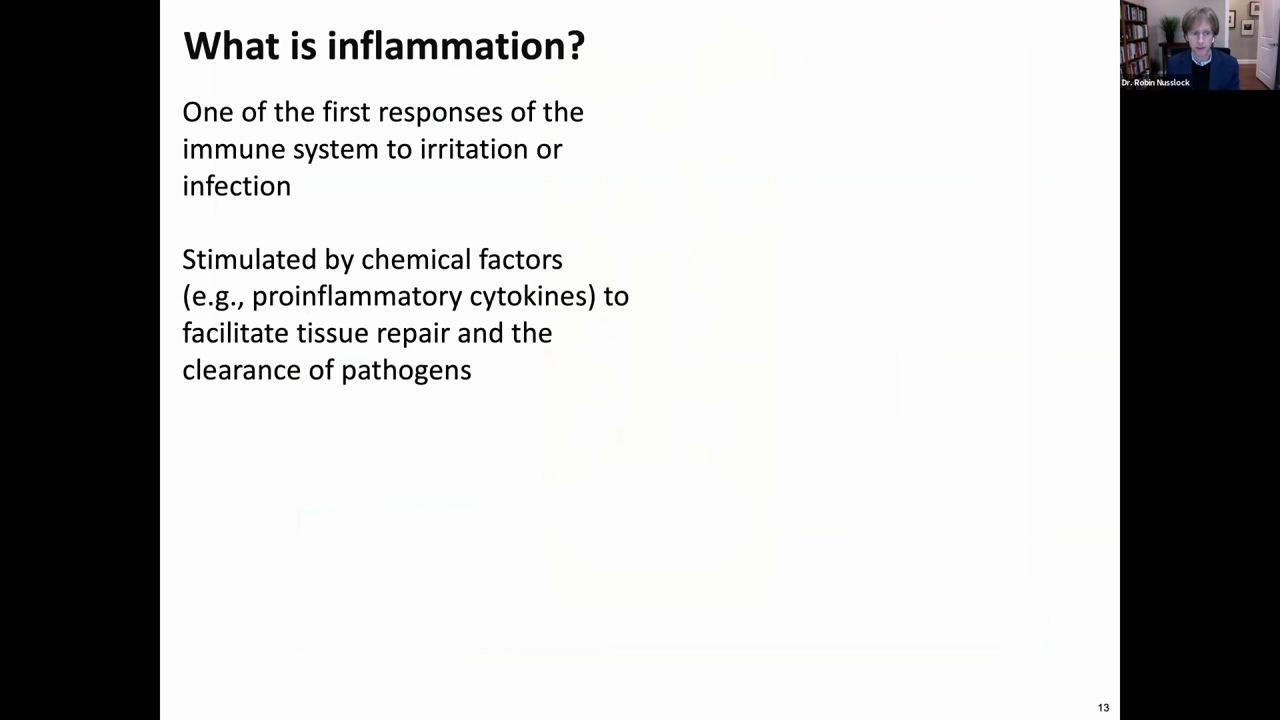 What is inflammation?
One of the first responses of the
immune system to irritation or
infection
Stimulated by chemical factors
(e.g., proinflammatory cytokines) to
facilitate tissue repair and the
clearance of pathogens
Dr. Robin Nusslock
13